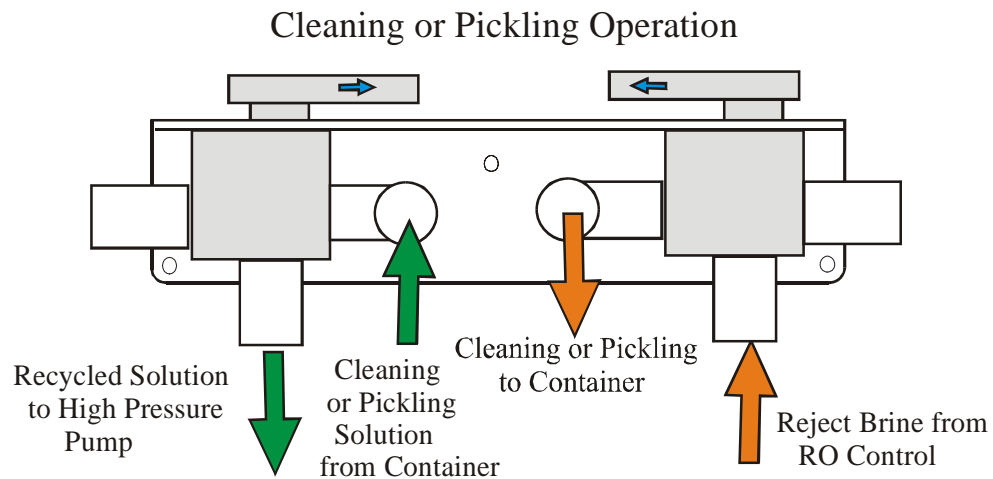 Cleaning or Pickling Operation
Recycled Solution
to High Pressure
Pump
Cleaning
or Pickling
Solution
from Container
Cleaning or Pickling
to Container
Reject Brine from
RO Control